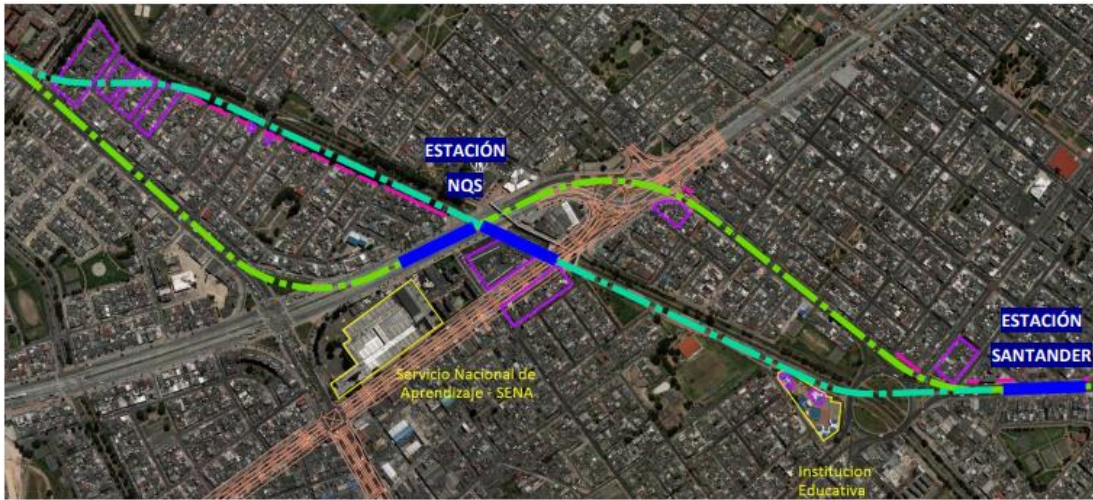 ESTACIÓN
NQS
ESTACIÓN
SANTANDER
Servicio Nacional de
Aprendizaje - SENA
Institucion
Educativa